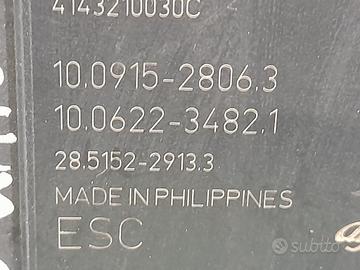 4143210030C
10.0915-2806.3
10.0622-3482.1
28.5152-2913.3
MADE IN PHILIPPINES
ESC
subito